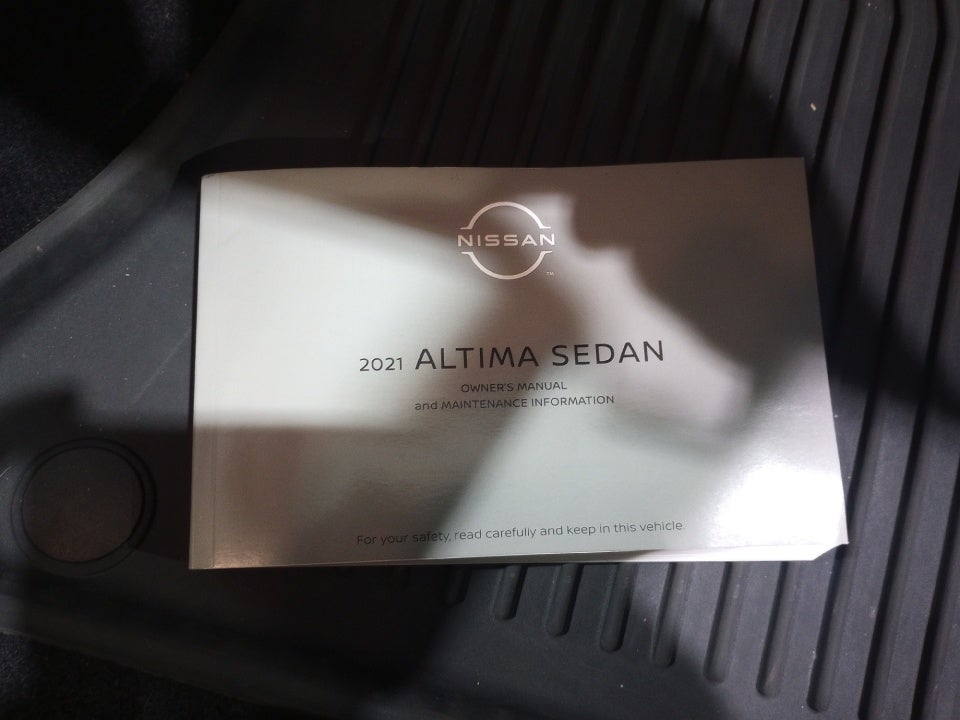 NISSAN
TM
2021 ALTIMA SEDAN
OWNER'S MANUAL
and MAINTENANCE INFORMATION
For your safety, read carefully and keep in this vehicle